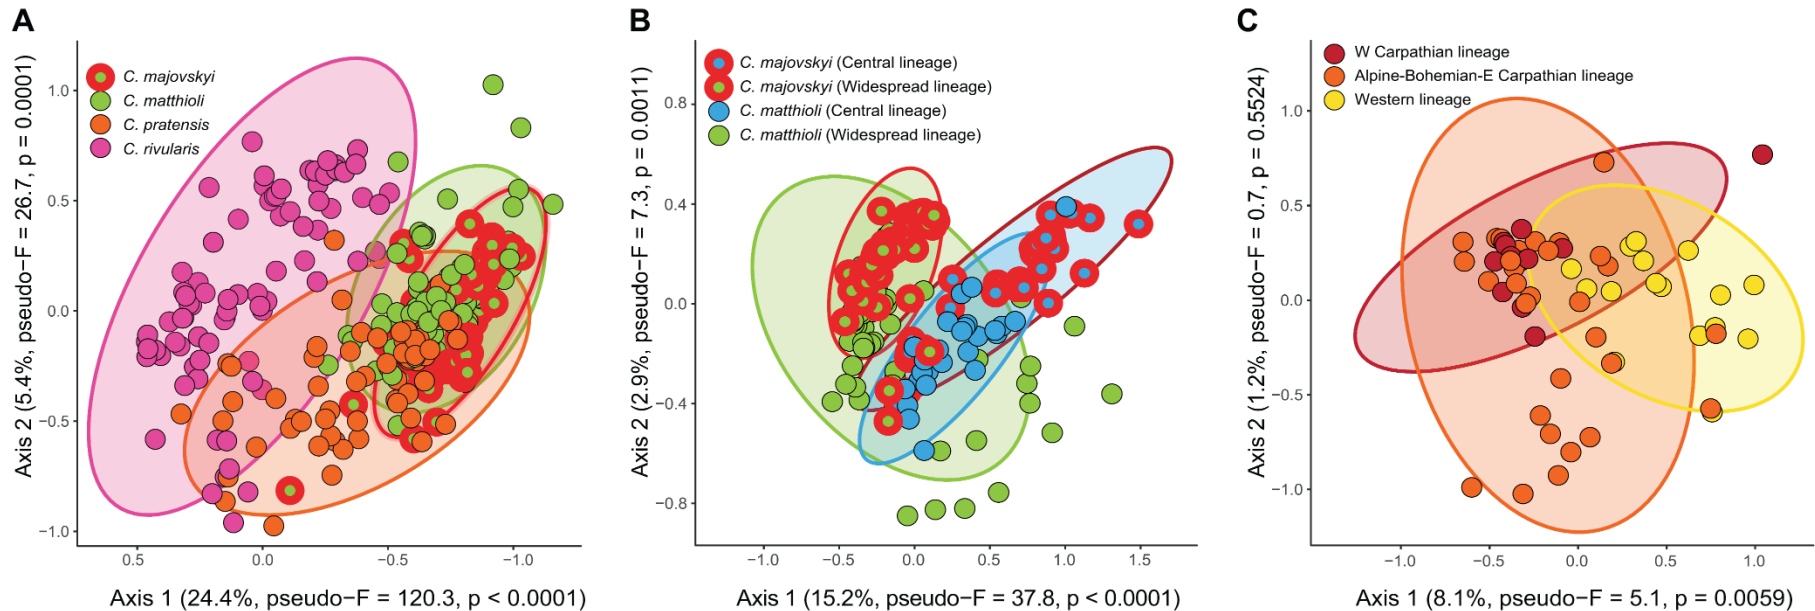 A
C. majovskyi
C. matthioli
C. pratensis
C. rivularis
Axis 2 (5.4%, pseudo−F = 26.7, p = 0.0001)
1.0
0.5
0.0
−0.5
−1.0
0.5
0.0
−0.5
−1.0
Axis 1 (24.4%, pseudo−F = 120.3, p < 0.0001)
B
C. majovskyi (Central lineage)
C. majovskyi (Widespread lineage)
C. matthioli (Central lineage)
C. matthioli (Widespread lineage)
Axis 2 (2.9%, pseudo−F = 7.3, p = 0.0011)
0.8
0.4
0.0
−0.4
−0.8
−1.0
−0.5
0.0
0.5
1.0
1.5
Axis 1 (15.2%, pseudo−F = 37.8, p < 0.0001)
C
W Carpathian lineage
Alpine-Bohemian-E Carpathian lineage
Western lineage
Axis 2 (1.2%, pseudo−F = 0.7, p = 0.5524)
1.0
0.5
0.0
−0.5
−1.0
−1.0
−0.5
0.0
0.5
1.0
Axis 1 (8.1%, pseudo−F = 5.1, p = 0.0059)